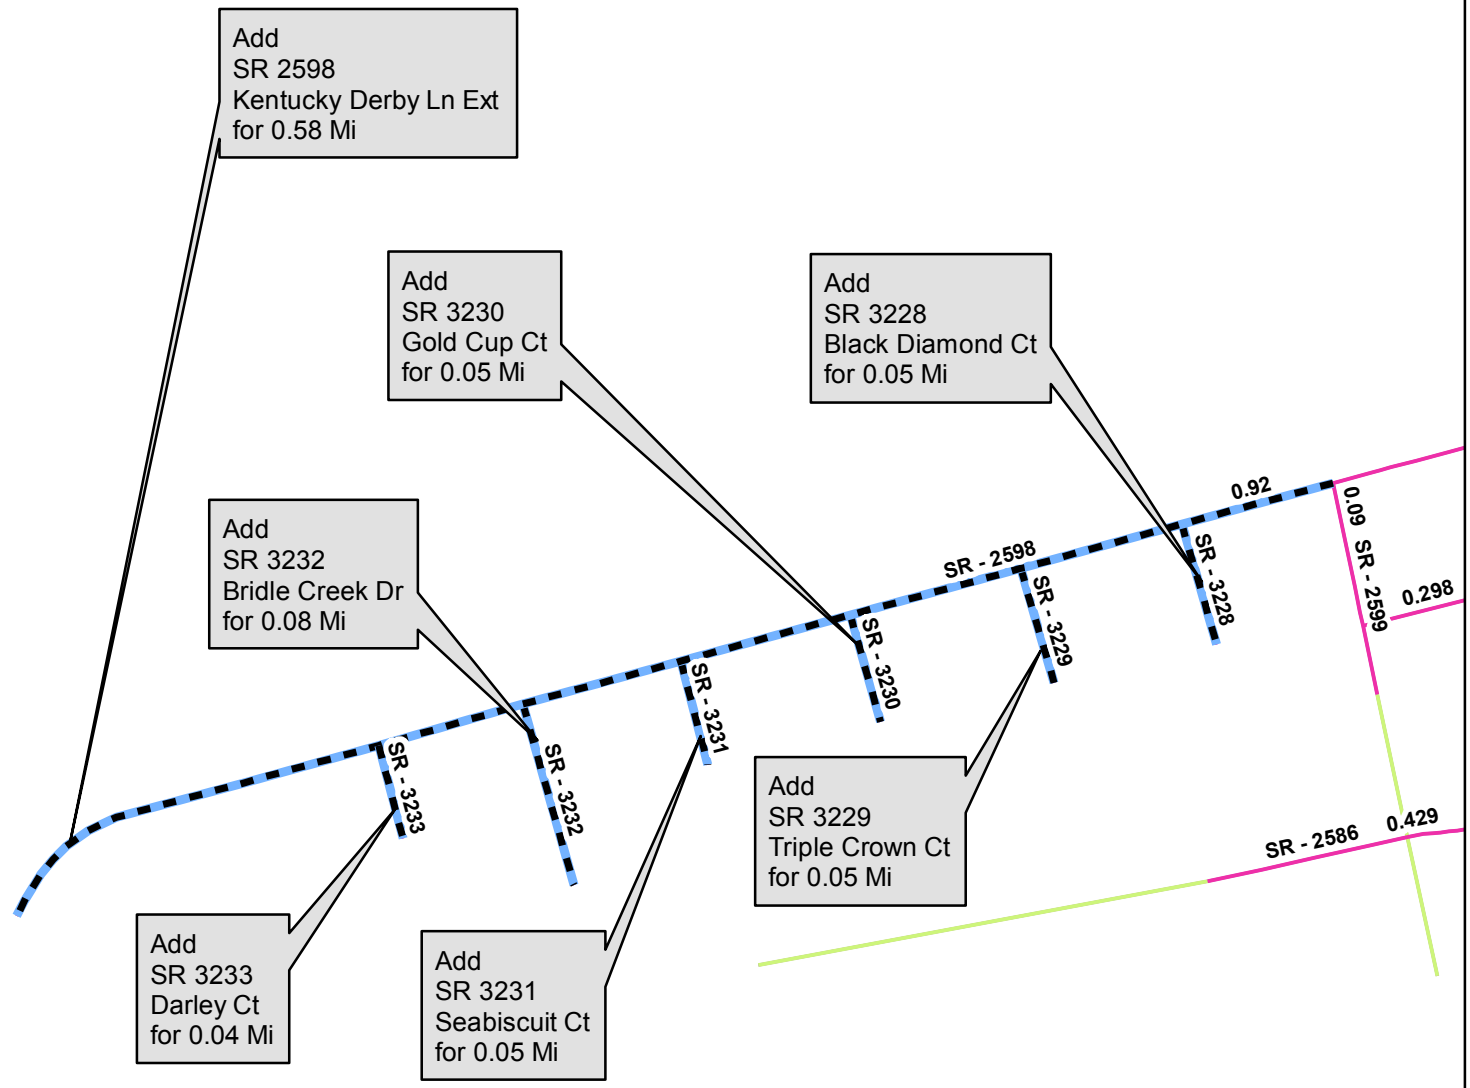 Add
SR 2598
Kentucky Derby Ln Ext
for 0.58 Mi
Add
SR 3230
Gold Cup Ct
for 0.05 Mi
Add
SR 3228
Black Diamond Ct
for 0.05 Mi
Add
SR 3232
Bridle Creek Dr
for 0.08 Mi
0.92
0.09
SR - 2599
0.298
SR - 2598
SR - 3228
SR - 3229
SR - 3230
SR - 3231
SR - 3232
SR - 3233
Add
SR 3229
Triple Crown Ct
for 0.05 Mi
SR - 2586
0.429
Add
SR 3233
Darley Ct
for 0.04 Mi
Add
SR 3231
Seabiscuit Ct
for 0.05 Mi